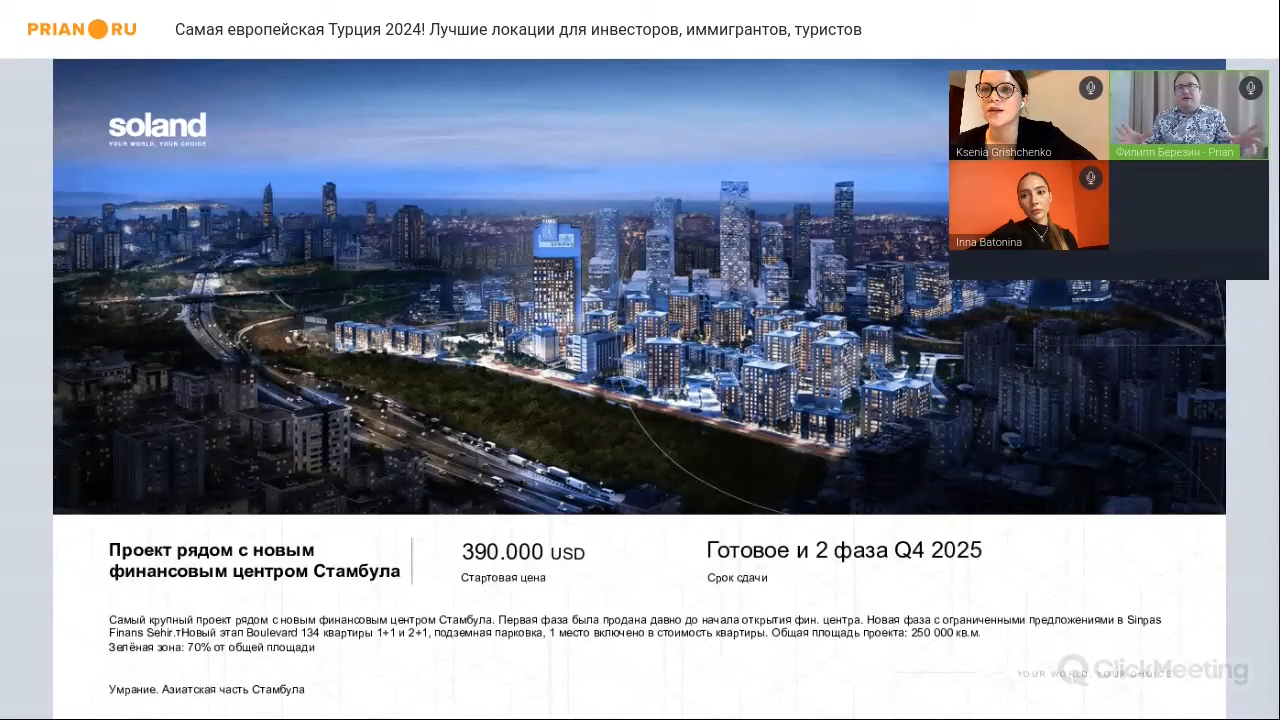 PRIAN RU
Самая европейская Турция 2024! Лучшие локации для инвесторов, иммигрантов, туристов
soland
YOUR WORLD, YOUR CHOICE
Ksenia Grishchenko
Филипп Березин - Prian
Inna Batonina
Проект рядом с новым
финансовым центром Стамбула
390.000 USD
Стартовая цена
Готовое и 2 фаза Q4 2025
Срок сдачи
Самый крупный проект рядом с новым финансовым центром Стамбула. Первая фаза была продана давно до начала открытия фин. центра. Новая фаза с ограниченными предложениями в Sinpas
Finans Sehir.тНовый этап Boulevard 134 квартиры 1+1 и 2+1, подземная парковка, 1 место включено в стоимость квартиры. Общая площадь проекта: 250 000 кв.м.
Зелёная зона: 70% от общей площади
YOUR WORLD, YOUR CHOICE
ClickMeeting
Умрание. Азиатская часть Стамбула